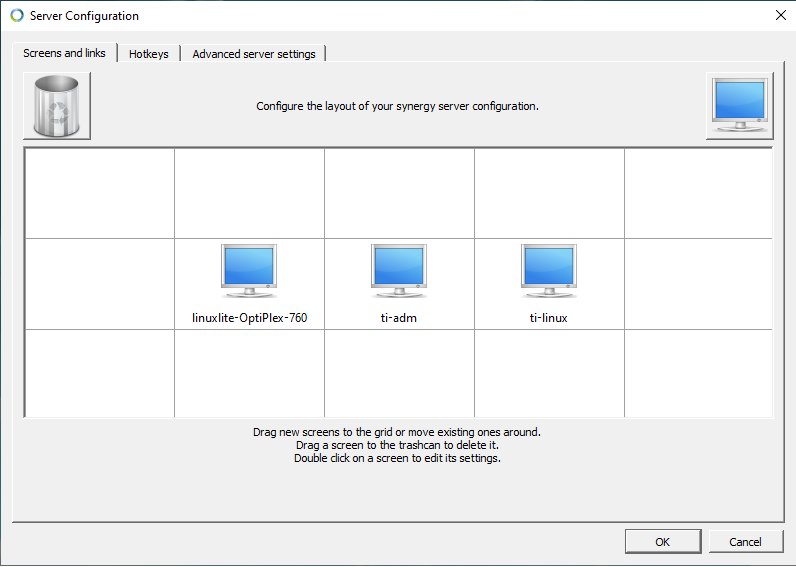 Server Configuration
Screens and links
Hotkeys
Advanced server settings
Configure the layout of your synergy server configuration.
linuxlite-OptiPlex-760
ti-adm
ti-linux
Drag new screens to the grid or move existing ones around.
Drag a screen to the trashcan to delete it.
Double click on a screen to edit its settings.
OK
Cancel